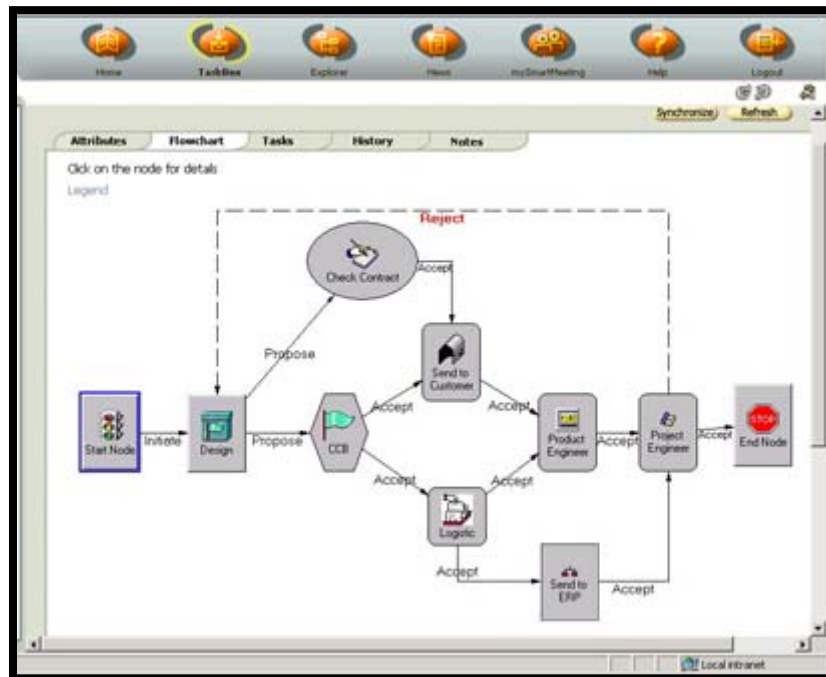 Home TaskBox Explorer News mySmartMeeting Help Logout
Synchronize Refresh
Attributes Flowchart Tasks History Notes
Click on the node for details
Legend
Reject
Check Contract
Accept
Propose
Send to
Customer
Start Node
Initiate
Design
Propose
CCB
Accept
Accept
Product
Engineer
Accept
Project
Engineer
Accept
STOP
End Node
Accept
Accept
Logistic
Accept
Send to
ERP
Accept
Local intranet